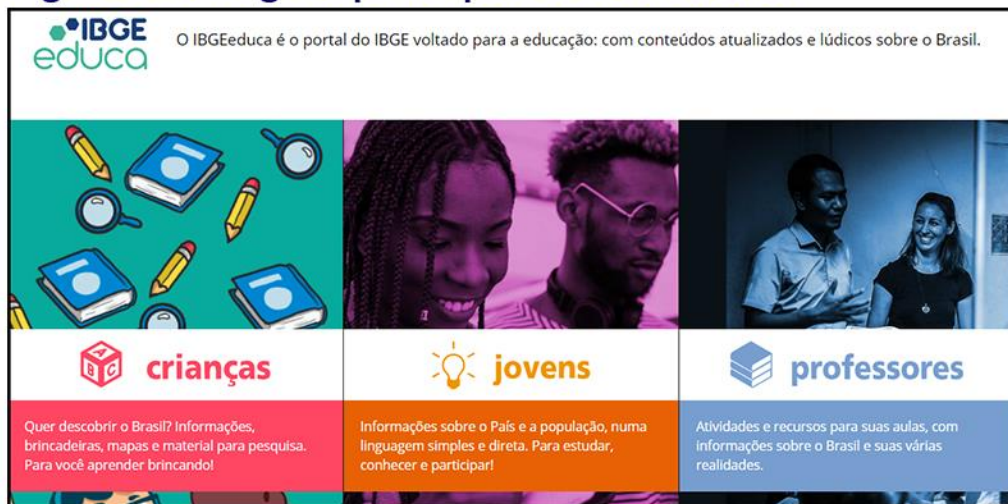 IBGE
educa
O IBGEeduca é o portal do IBGE voltado para a educação: com conteúdos atualizados e lúdicos sobre o Brasil.
A B C
crianças
jovens
professores
Quer descobrir o Brasil? Informações,
brincadeiras, mapas e material para pesquisa.
Para você aprender brincando!
Informações sobre o País e a população, numa
linguagem simples e direta. Para estudar,
conhecer e participar!
Atividades e recursos para suas aulas, com
informações sobre o Brasil e suas várias
realidades.